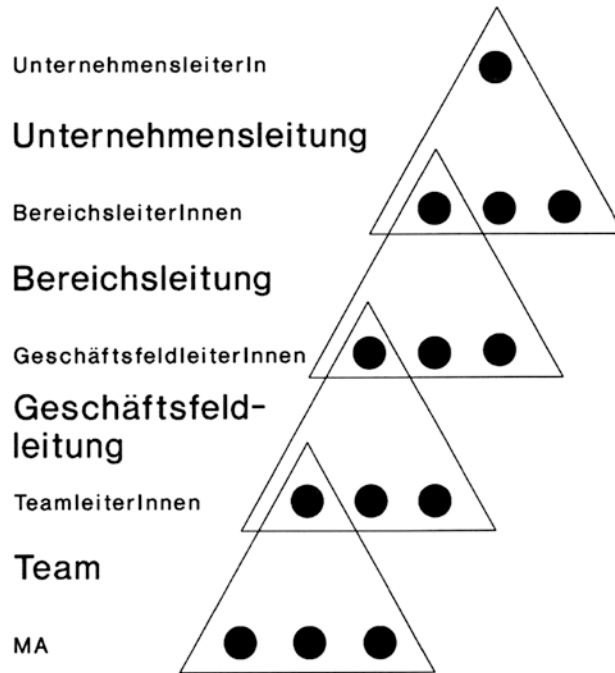 UnternehmensleiterIn
Unternehmensleitung
BereichsleiterInnen
Bereichsleitung
GeschäftsfeldleiterInnen
Geschäftsfeld-
leitung
TeamleiterInnen
Team
MA